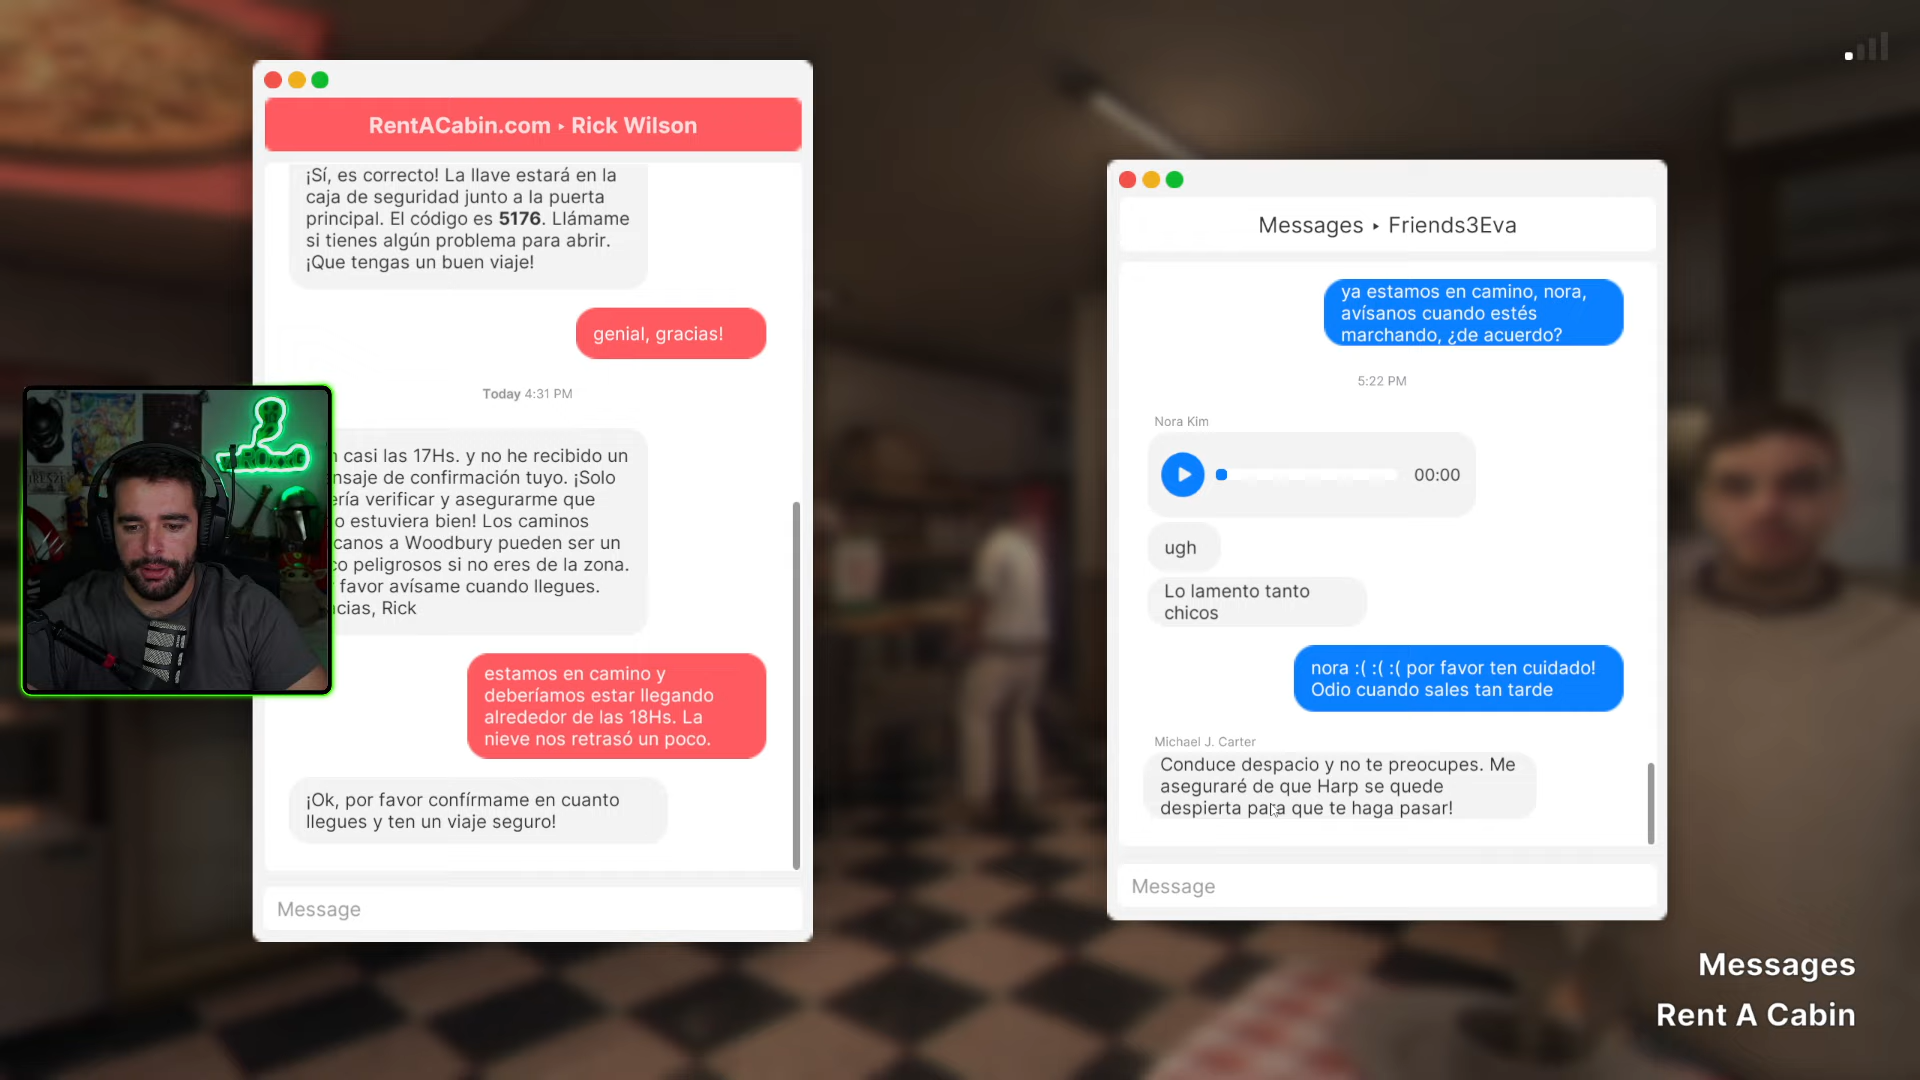 RentACabin.com ‣ Rick Wilson
¡Sí, es correcto! La llave estará en la
caja de seguridad junto a la puerta
principal. El código es 5176. Llámame
si tienes algún problema para abrir.
¡Que tengas un buen viaje!
genial, gracias!
Today 4:31 PM
casi las 17Hs. y no he recibido un
nsaje de confirmación tuyo. ¡Solo
ería verificar y asegurarme que
o estuviera bien! Los caminos
canos a Woodbury pueden ser un
co peligrosos si no eres de la zona.
favor avísame cuando llegues.
cias, Rick
estamos en camino y
deberíamos estar llegando
alrededor de las 18Hs. La
nieve nos retrasó un poco.
¡Ok, por favor confírmame en cuanto
llegues y ten un viaje seguro!
Message
Messages ‣ Friends3Eva
ya estamos en camino, nora,
avísanos cuando estés
marchando, ¿de acuerdo?
5:22 PM
Nora Kim
00:00
ugh
Lo lamento tanto
chicos
nora :( :( :( por favor ten cuidado!
Odio cuando sales tan tarde
Michael J. Carter
Conduce despacio y no te preocupes. Me
aseguraré de que Harp se quede
despierta para que te haga pasar!
Message
Messages
Rent A Cabin